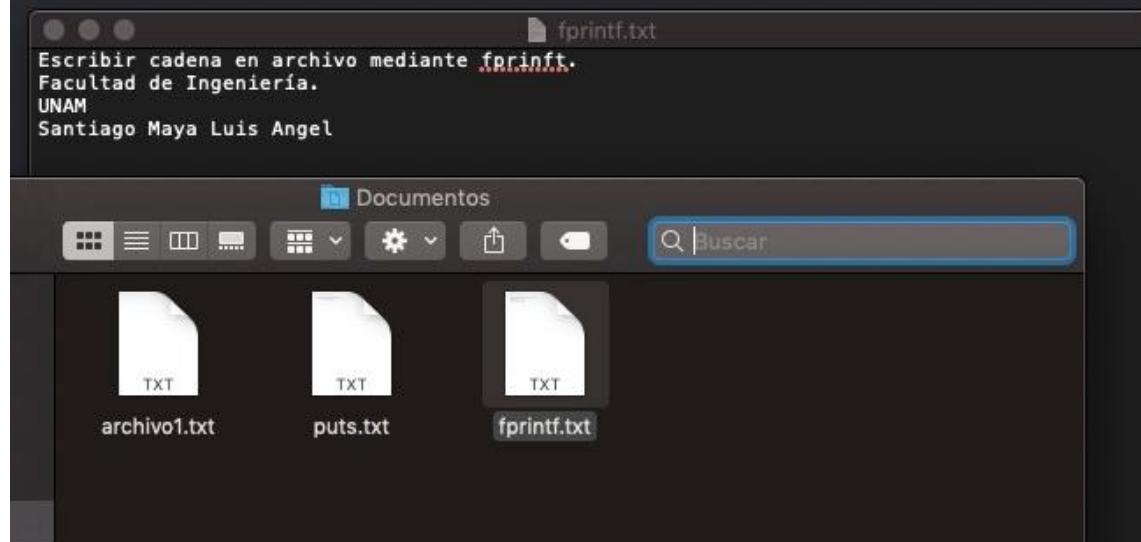 fprintf.txt
Escribir cadena en archivo mediante fprinft.
Facultad de Ingeniería.
UNAM
Santiago Maya Luis Angel
Documentos
Buscar
TXT TXT TXT
archivo1.txt puts.txt fprintf.txt